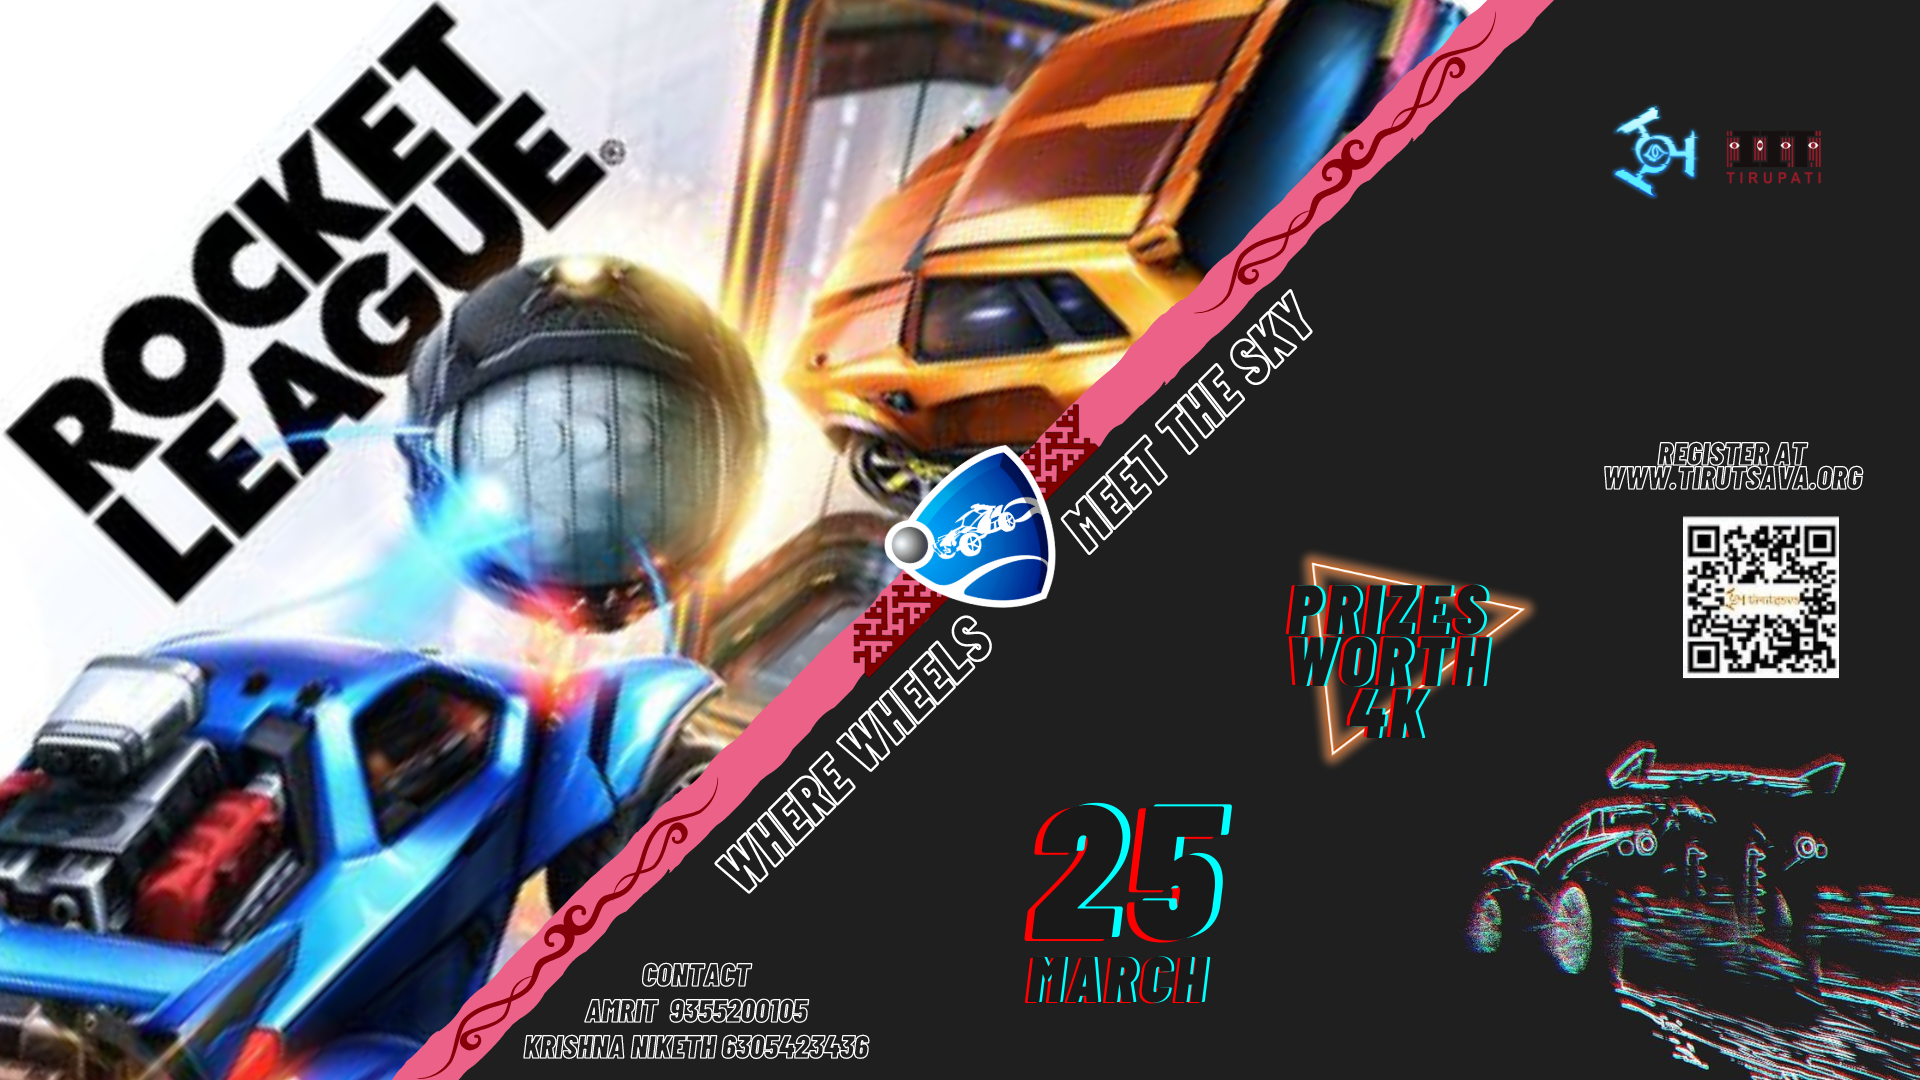 ROCKET
LEAGUE
TIRUPATI
WHERE WHEELS
MEET THE SKY
REGISTER AT
WWW.TIRUTSAVA.ORG
tirutsava
PRIZES
WORTH
4K
25
MARCH
CONTACT
AMRIT 9355200105
KRISHNA NIKETH 6305423436